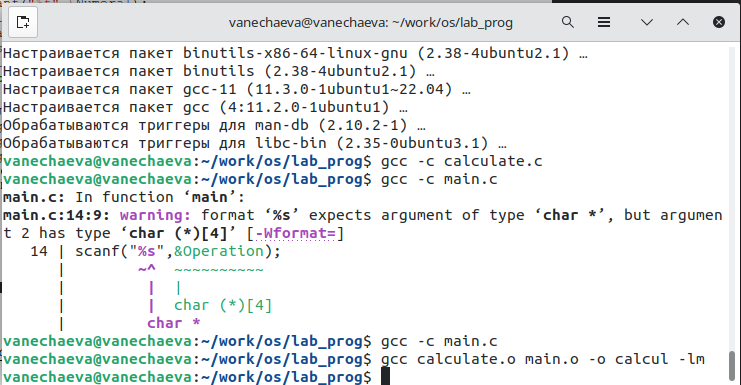 vanechaeva@vanechaeva: ~/work/os/lab_prog
Настраивается пакет binutils-x86-64-linux-gnu (2.38-4ubuntu2.1) …
Настраивается пакет binutils (2.38-4ubuntu2.1) …
Настраивается пакет gcc-11 (11.3.0-1ubuntu1~22.04) …
Настраивается пакет gcc (4:11.2.0-1ubuntu1) …
Обрабатываются триггеры для man-db (2.10.2-1) …
Обрабатываются триггеры для libc-bin (2.35-0ubuntu3.1) …
vanechaeva@vanechaeva:~/work/os/lab_prog$ gcc -c calculate.c
vanechaeva@vanechaeva:~/work/os/lab_prog$ gcc -c main.c
main.c: In function ‘main’:
main.c:14:9: warning: format ‘%s’ expects argument of type ‘char *’, but argumen
t 2 has type ‘char (*)[4]’ [-Wformat=]
   14 | scanf("%s",&Operation);
      |        ~^  ~~~~~~~~~~
      |         |  |
      |         |  char (*)[4]
      |         char *
vanechaeva@vanechaeva:~/work/os/lab_prog$ gcc -c main.c
vanechaeva@vanechaeva:~/work/os/lab_prog$ gcc calculate.o main.o -o calcul -lm
vanechaeva@vanechaeva:~/work/os/lab_prog$